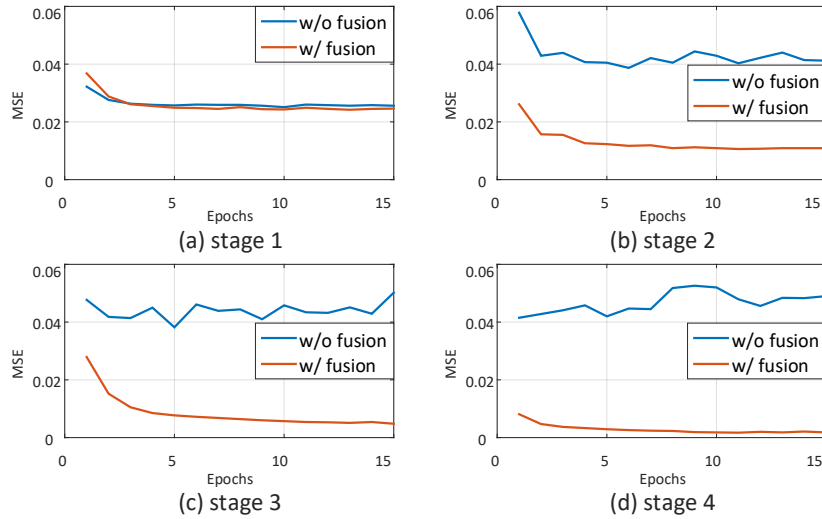 0.06
0.04
0.02
0
MSE
w/o fusion
w/ fusion
0
5
10
15
Epochs
(a) stage 1
0.06
0.04
0.02
0
MSE
w/o fusion
w/ fusion
0
5
10
15
Epochs
(b) stage 2
0.06
0.04
0.02
0
MSE
w/o fusion
w/ fusion
0
5
10
15
Epochs
(c) stage 3
0.06
0.04
0.02
0
MSE
w/o fusion
w/ fusion
0
5
10
15
Epochs
(d) stage 4